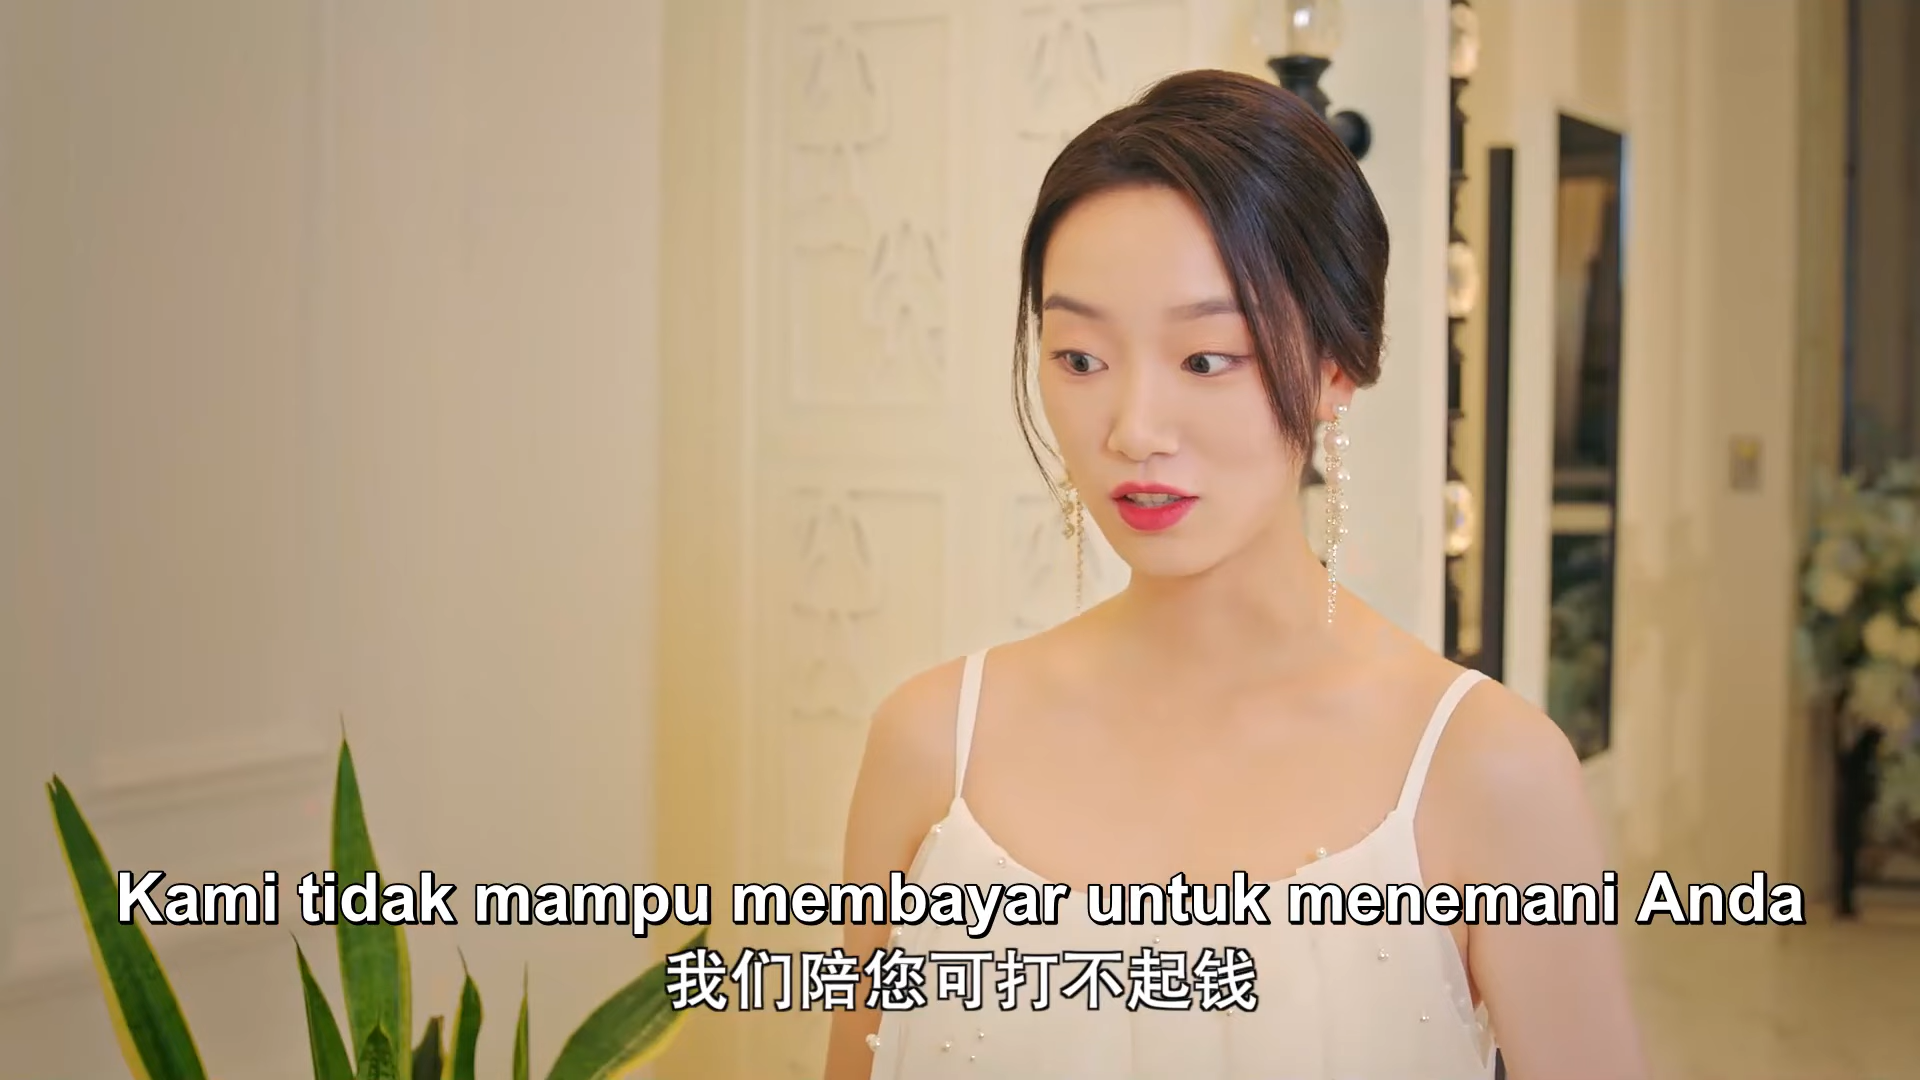 Kami tidak mampu membayar untuk menemani Anda
我们陪您可打不起钱